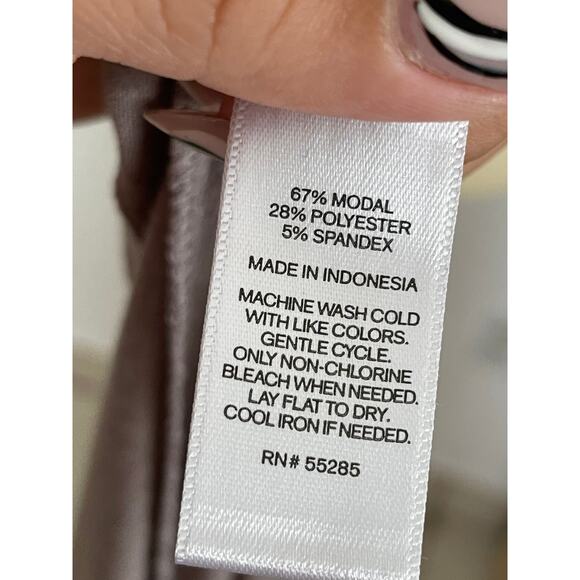 67% MODAL
28% POLYESTER
5% SPANDEX
MADE IN INDONESIA
MACHINE WASH COLD
WITH LIKE COLORS.
GENTLE CYCLE.
ONLY NON-CHLORINE
BLEACH WHEN NEEDED.
LAY FLAT TO DRY.
COOL IRON IF NEEDED.
RN# 55285